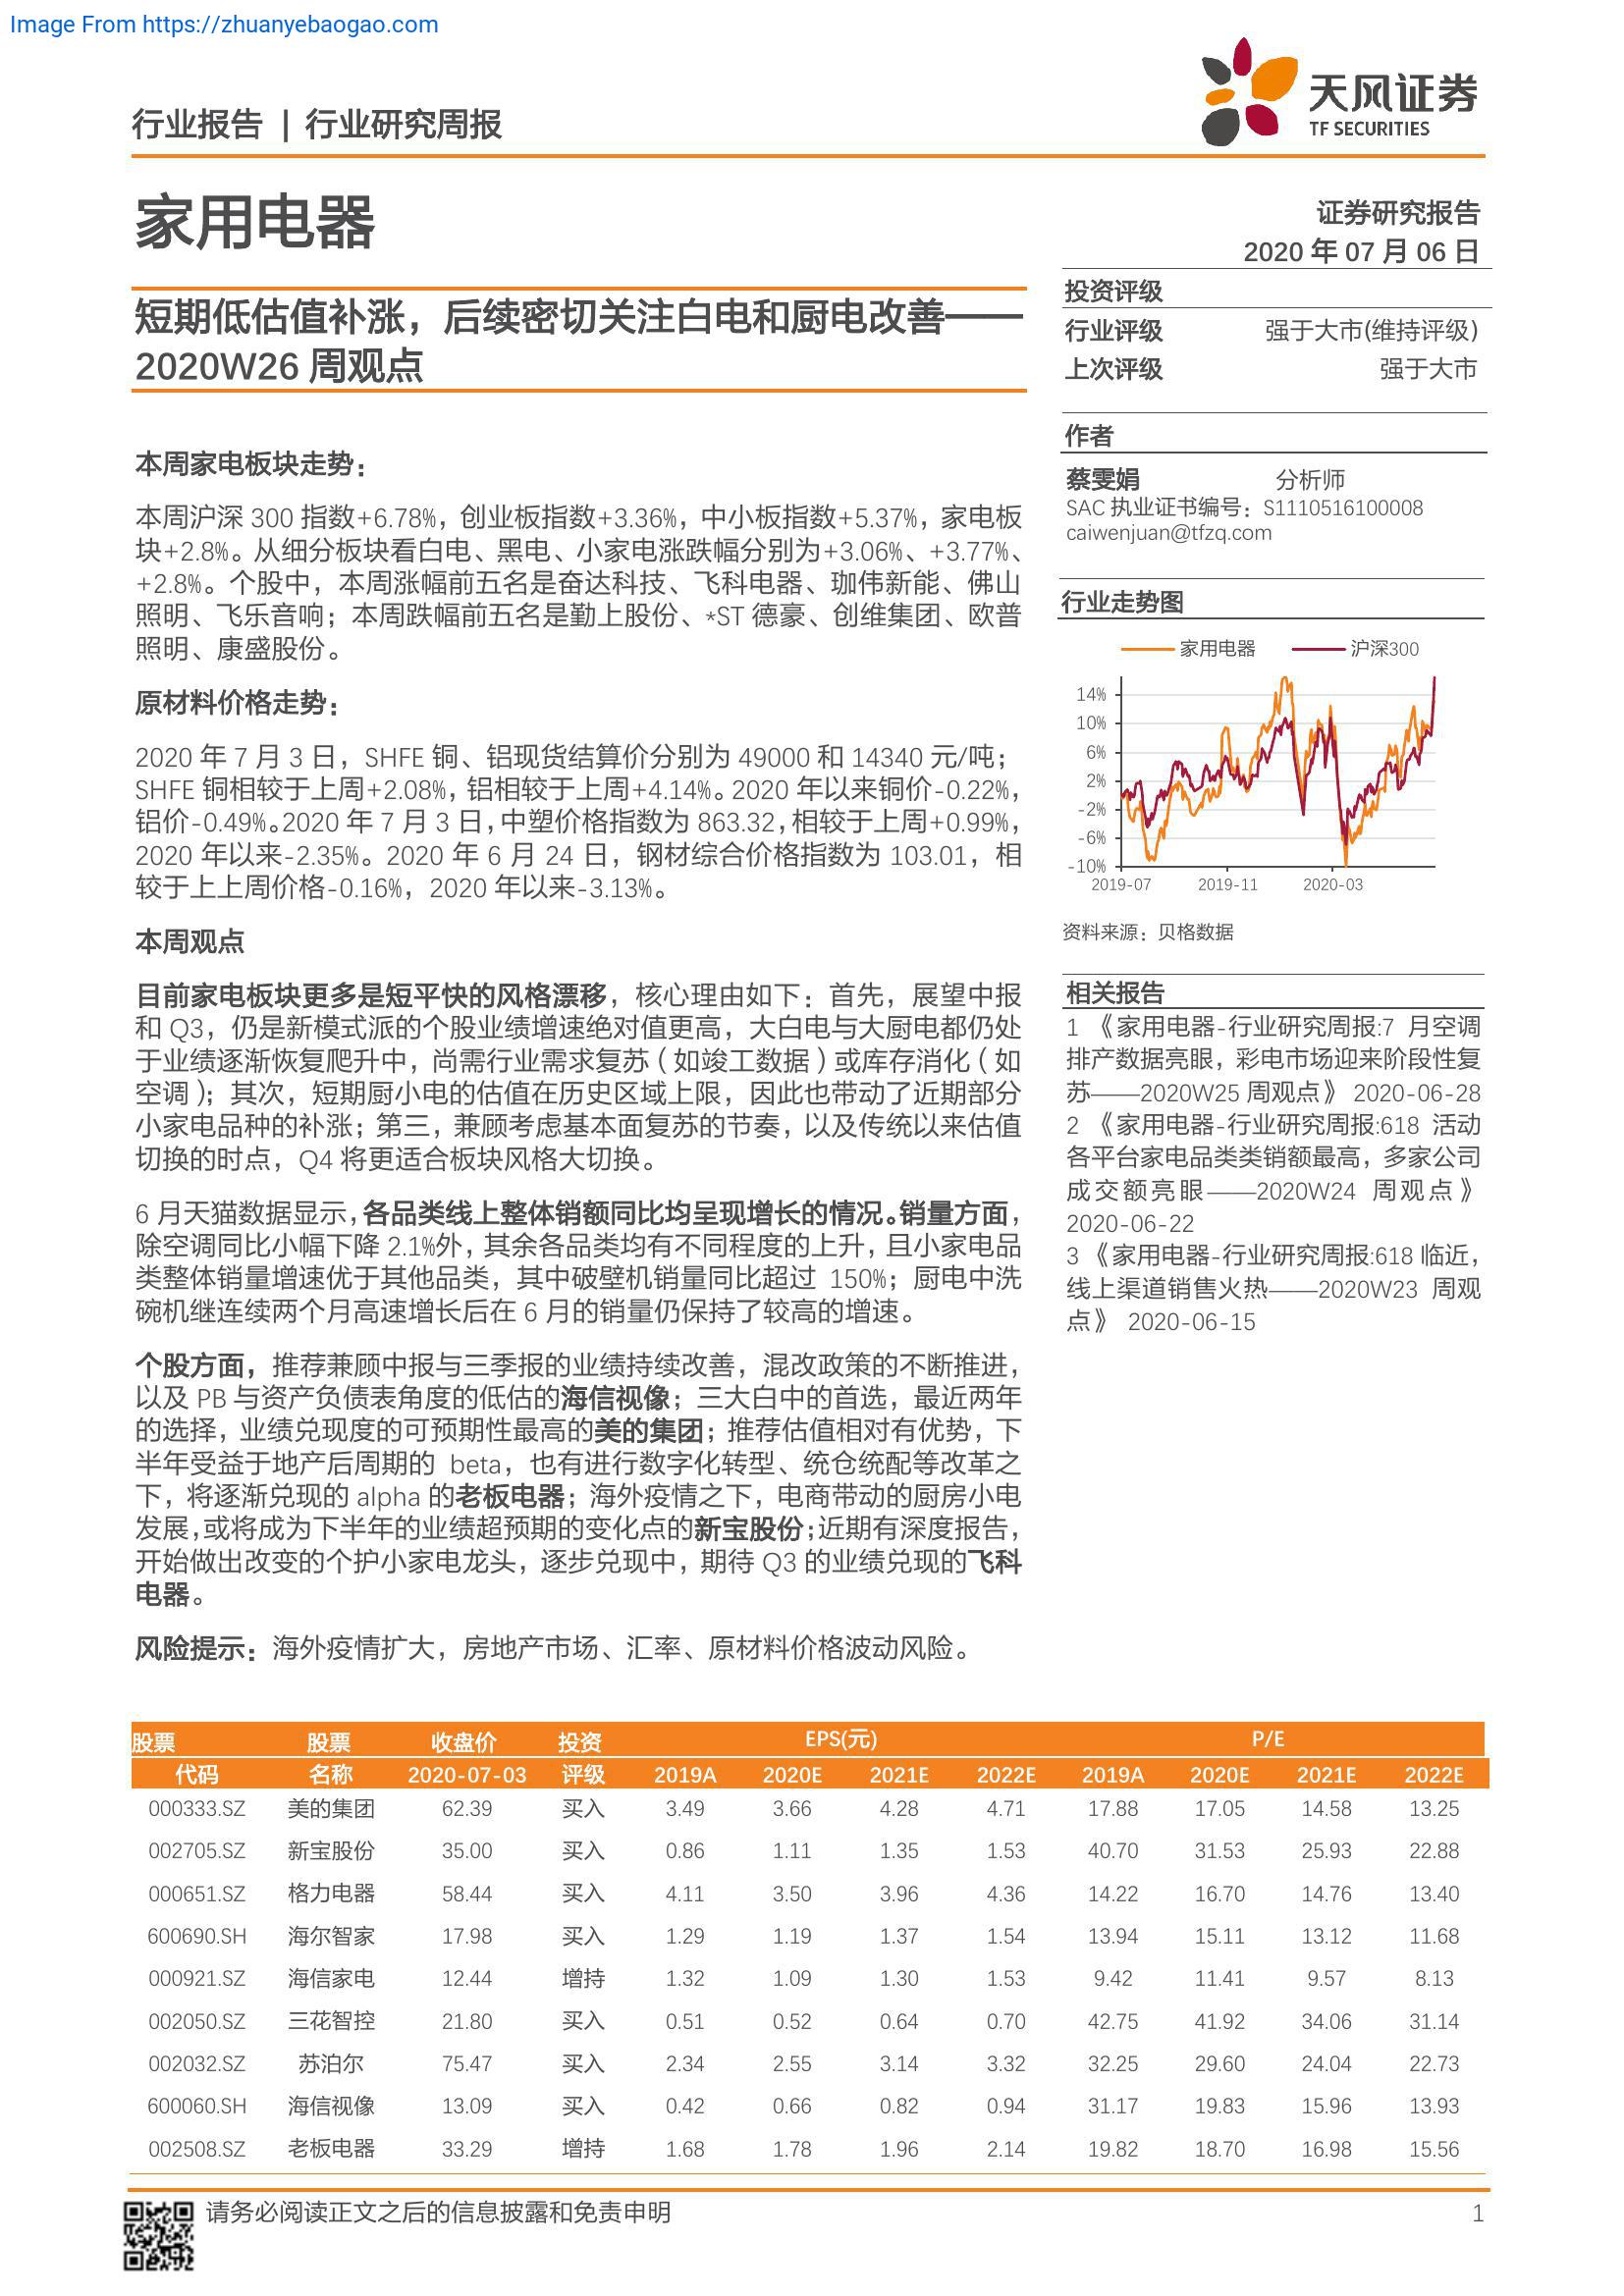 Image From https://zhuanyebaogao.com
行业报告 | 行业研究周报
天风证券
TF SECURITIES
家用电器
证券研究报告
2020 年 07 月 06 日
短期低估值补涨，后续密切关注白电和厨电改善——
2020W26 周观点
投资评级
行业评级 强于大市(维持评级)
上次评级 强于大市
作者
蔡雯娟 分析师
SAC 执业证书编号：S1110516100008
caiwenjuan@tfzq.com
行业走势图
家用电器 沪深300
14%
10%
6%
2%
-2%
-6%
-10%
2019-07 2019-11 2020-03
资料来源：贝格数据
相关报告
1 《家用电器-行业研究周报:7 月空调
排产数据亮眼，彩电市场迎来阶段性复
苏——2020W25 周观点》 2020-06-28
2 《家用电器-行业研究周报:618 活动
各平台家电品类类销额最高，多家公司
成交额亮眼——2020W24 周观点》
2020-06-22
3 《家用电器-行业研究周报:618 临近，
线上渠道销售火热——2020W23 周观
点》 2020-06-15
本周家电板块走势：
本周沪深 300 指数+6.78%，创业板指数+3.36%，中小板指数+5.37%，家电板
块+2.8%。从细分板块看白电、黑电、小家电涨跌幅分别为+3.06%、+3.77%、
+2.8%。个股中，本周涨幅前五名是奋达科技、飞科电器、珈伟新能、佛山
照明、飞乐音响；本周跌幅前五名是勤上股份、*ST 德豪、创维集团、欧普
照明、康盛股份。
原材料价格走势：
2020 年 7 月 3 日，SHFE 铜、铝现货结算价分别为 49000 和 14340 元/吨；
SHFE 铜相较于上周+2.08%，铝相较于上周+4.14%。2020 年以来铜价-0.22%，
铝价-0.49%。2020 年 7 月 3 日，中塑价格指数为 863.32，相较于上周+0.99%，
2020 年以来-2.35%。2020 年 6 月 24 日，钢材综合价格指数为 103.01，相
较于上上周价格-0.16%，2020 年以来-3.13%。
本周观点
目前家电板块更多是短平快的风格漂移，核心理由如下：首先，展望中报
和 Q3，仍是新模式派的个股业绩增速绝对值更高，大白电与大厨电都仍处
于业绩逐渐恢复爬升中，尚需行业需求复苏（如竣工数据）或库存消化（如
空调）；其次，短期厨小电的估值在历史区域上限，因此也带动了近期部分
小家电品种的补涨；第三，兼顾考虑基本面复苏的节奏，以及传统以来估值
切换的时点，Q4 将更适合板块风格大切换。
6 月天猫数据显示，各品类线上整体销额同比均呈现增长的情况。销量方面，
除空调同比小幅下降 2.1%外，其余各品类均有不同程度的上升，且小家电品
类整体销量增速优于其他品类，其中破壁机销量同比超过 150%；厨电中洗
碗机继连续两个月高速增长后在 6 月的销量仍保持了较高的增速。
个股方面，推荐兼顾中报与三季报的业绩持续改善，混改政策的不断推进，
以及 PB 与资产负债表角度的低估的海信视像；三大白中的首选，最近两年
的选择，业绩兑现度的可预期性最高的美的集团；推荐估值相对有优势，下
半年受益于地产后周期的 beta，也有进行数字化转型、统仓统配等改革之
下，将逐渐兑现的 alpha 的老板电器；海外疫情之下，电商带动的厨房小电
发展，或将成为下半年的业绩超预期的变化点的新宝股份；近期有深度报告，
开始做出改变的个护小家电龙头，逐步兑现中，期待 Q3 的业绩兑现的飞科
电器。
风险提示：海外疫情扩大，房地产市场、汇率、原材料价格波动风险。
股票 股票 收盘价 投资 EPS(元) P/E
代码 名称 2020-07-03 评级 2019A 2020E 2021E 2022E 2019A 2020E 2021E 2022E
000333.SZ 美的集团 62.39 买入 3.49 3.66 4.28 4.71 17.88 17.05 14.58 13.25
002705.SZ 新宝股份 35.00 买入 0.86 1.11 1.35 1.53 40.70 31.53 25.93 22.88
000651.SZ 格力电器 58.44 买入 4.11 3.50 3.96 4.36 14.22 16.70 14.76 13.40
600690.SH 海尔智家 17.98 买入 1.29 1.19 1.37 1.54 13.94 15.11 13.12 11.68
000921.SZ 海信家电 12.44 增持 1.32 1.09 1.30 1.53 9.42 11.41 9.57 8.13
002050.SZ 三花智控 21.80 买入 0.51 0.52 0.64 0.70 42.75 41.92 34.06 31.14
002032.SZ 苏泊尔 75.47 买入 2.34 2.55 3.14 3.32 32.25 29.60 24.04 22.73
600060.SH 海信视像 13.09 买入 0.42 0.66 0.82 0.94 31.17 19.83 15.96 13.93
002508.SZ 老板电器 33.29 增持 1.68 1.78 1.96 2.14 19.82 18.70 16.98 15.56
请务必阅读正文之后的信息披露和免责申明 1